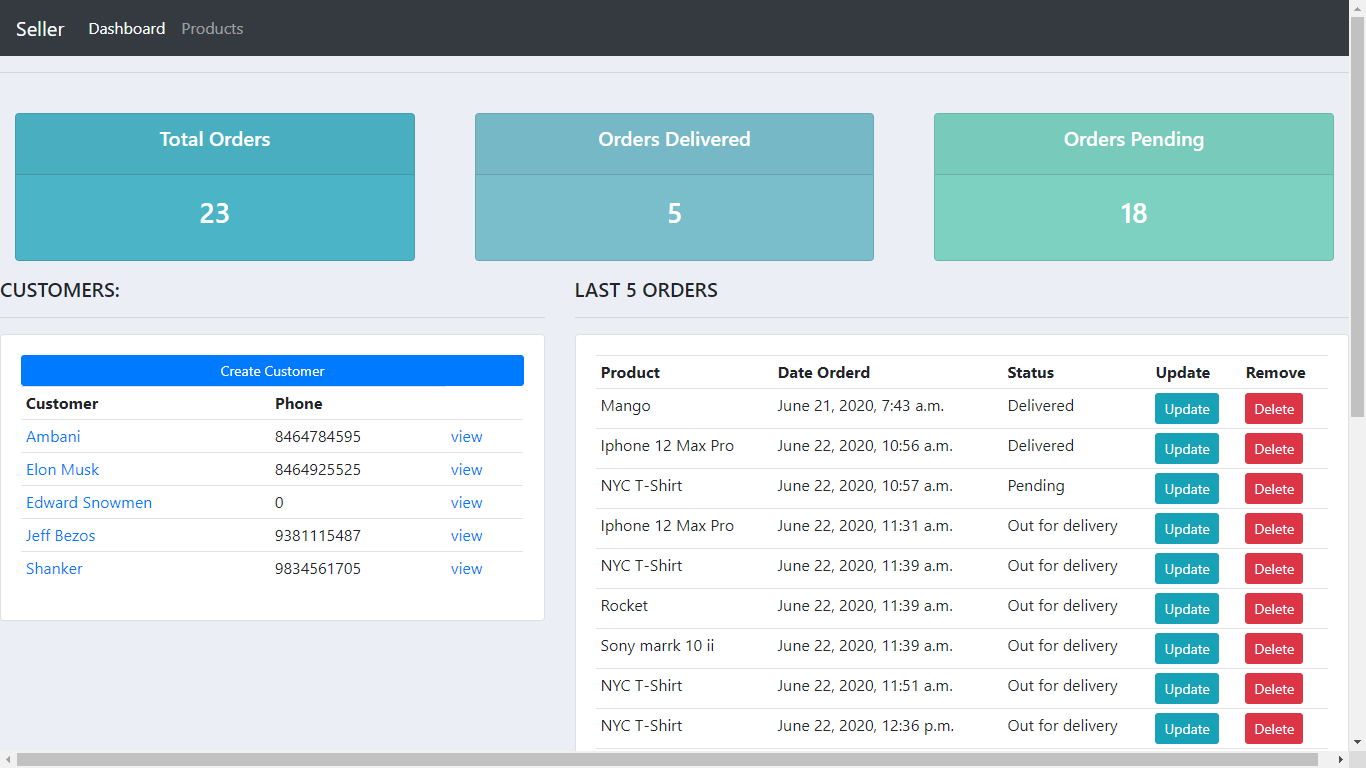 Seller Dashboard Products
Total Orders
23
Orders Delivered
5
Orders Pending
18
CUSTOMERS:
Create Customer
Customer Phone
Ambani 8464784595 view
Elon Musk 8464925525 view
Edward Snowmen 0 view
Jeff Bezos 9381115487 view
Shanker 9834561705 view
LAST 5 ORDERS
Product Date Orderd Status Update Remove
Mango June 21, 2020, 7:43 a.m. Delivered Update Delete
Iphone 12 Max Pro June 22, 2020, 10:56 a.m. Delivered Update Delete
NYC T-Shirt June 22, 2020, 10:57 a.m. Pending Update Delete
Iphone 12 Max Pro June 22, 2020, 11:31 a.m. Out for delivery Update Delete
NYC T-Shirt June 22, 2020, 11:39 a.m. Out for delivery Update Delete
Rocket June 22, 2020, 11:39 a.m. Out for delivery Update Delete
Sony marrk 10 ii June 22, 2020, 11:39 a.m. Out for delivery Update Delete
NYC T-Shirt June 22, 2020, 11:51 a.m. Out for delivery Update Delete
NYC T-Shirt June 22, 2020, 12:36 p.m. Out for delivery Update Delete